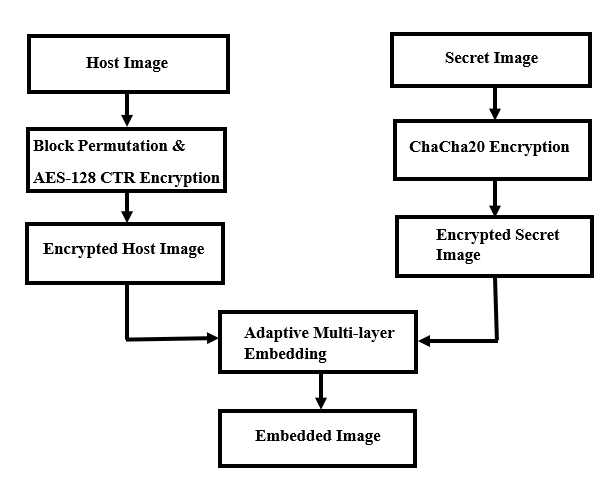 Host Image
Secret Image
Block Permutation &
AES-128 CTR Encryption
ChaCha20 Encryption
Encrypted Host Image
Encrypted Secret
Image
Adaptive Multi-layer
Embedding
Embedded Image